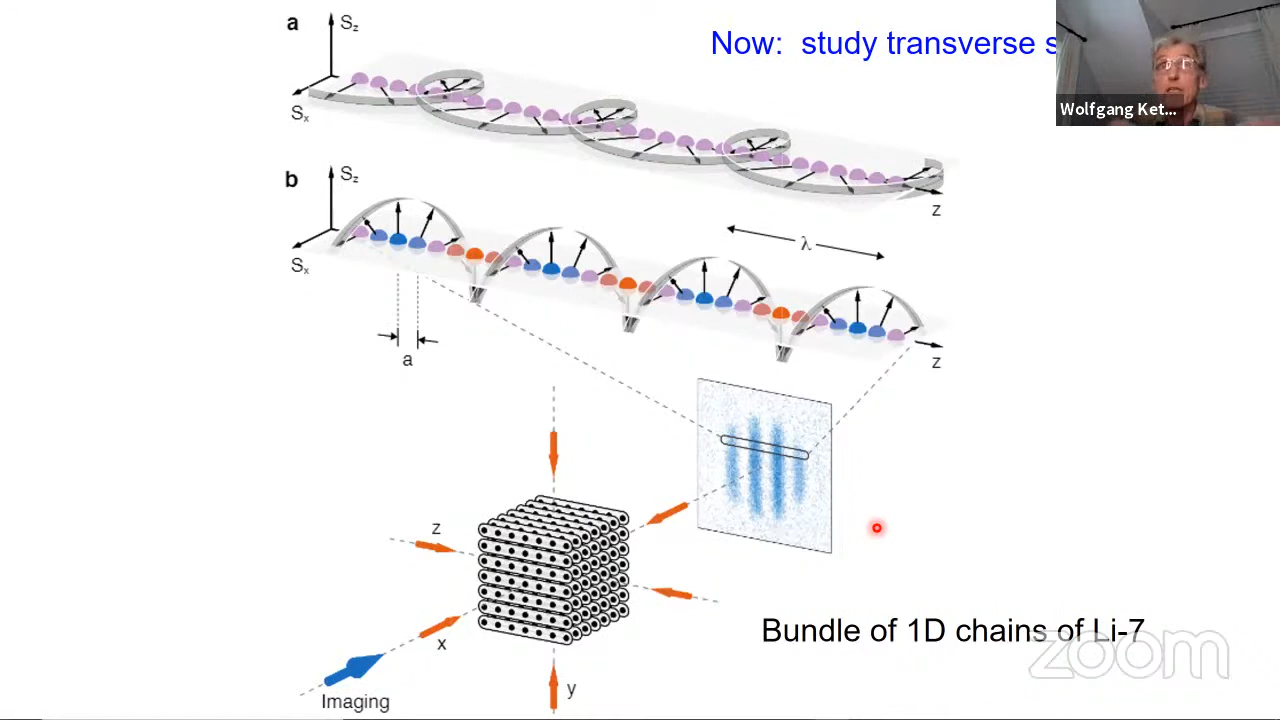 a
Sz
Now: study transverse s
Wolfgang Ket...
Sx
z
b
Sz
λ
Sx
z
a
z
x
Bundle of 1D chains of Li-7
zoom
Imaging
y